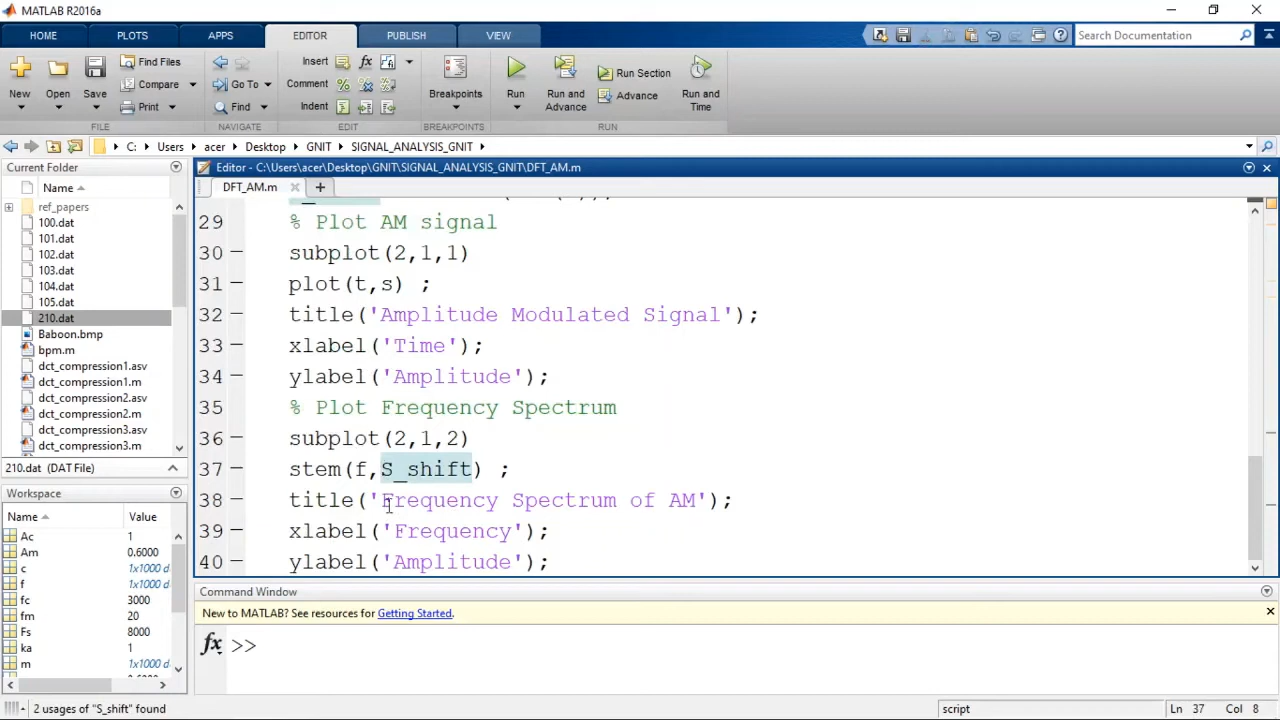 MATLAB R2016a
HOME PLOTS APPS EDITOR PUBLISH VIEW
Search Documentation
New Open Save Find Files Compare Print
Insert Comment Indent
Go To Find
Breakpoints
Run Run and Advance Run Section Advance Run and Time
FILE NAVIGATE EDIT BREAKPOINTS RUN
C: Users acer Desktop GNIT SIGNAL_ANALYSIS_GNIT
Current Folder
Name
ref_papers
100.dat
101.dat
102.dat
103.dat
104.dat
105.dat
210.dat
Baboon.bmp
bpm.m
dct_compression1.asv
dct_compression1.m
dct_compression2.asv
dct_compression2.m
dct_compression3.asv
dct_compression3.m
210.dat (DAT File)
Workspace
Name Value
Ac 1
Am 0.6000
c 1x1000 d
f 1x1000 d
fc 3000
fm 20
Fs 8000
ka 1
m 1x1000 d
Editor - C:\Users\acer\Desktop\GNIT\SIGNAL_ANALYSIS_GNIT\DFT_AM.m
DFT_AM.m
29 % Plot AM signal
30 subplot(2,1,1)
31 plot(t,s) ;
32 title('Amplitude Modulated Signal');
33 xlabel('Time');
34 ylabel('Amplitude');
35 % Plot Frequency Spectrum
36 subplot(2,1,2)
37 stem(f,S_shift) ;
38 title('Frequency Spectrum of AM');
39 xlabel('Frequency');
40 ylabel('Amplitude');
Command Window
New to MATLAB? See resources for Getting Started.
fx >>
2 usages of "S_shift" found
script
Ln 37 Col 8